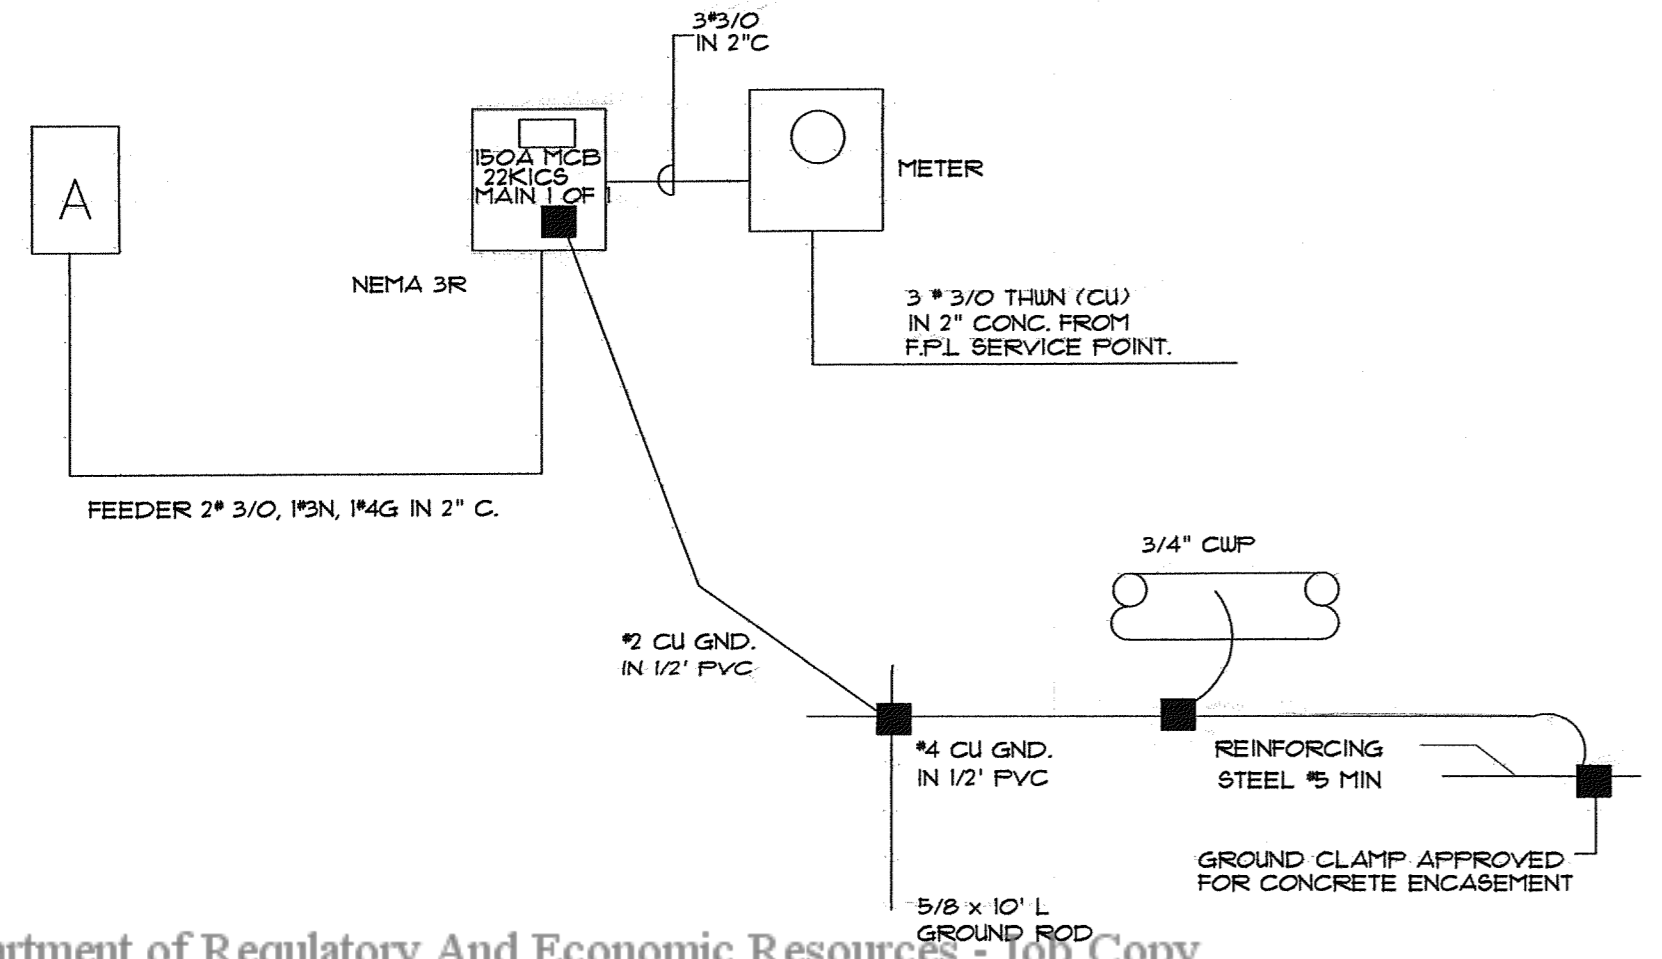 3#3/0
IN 2"C
A
150A MCB
22KICS
MAIN 1 OF 1
METER
NEMA 3R
3 # 3/0 THWN (CU)
IN 2" CONC. FROM
F.P.L SERVICE POINT.
FEEDER 2# 3/0, 1#3N, 1#4G IN 2" C.
3/4" CWP
#2 CU GND.
IN 1/2' PVC
#4 CU GND.
IN 1/2' PVC
REINFORCING
STEEL #5 MIN
GROUND CLAMP APPROVED
FOR CONCRETE ENCASEMENT
5/8 x 10' L
GROUND ROD
artment of Regulatory And Economic Resources - Job Copy